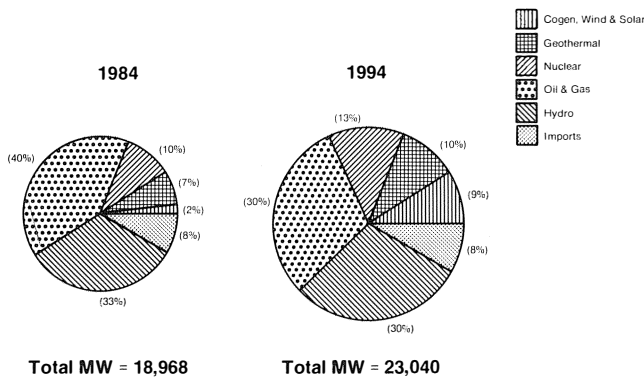 1984
(40%)
(10%)
(7%)
(2%)
(8%)
(33%)
Total MW = 18,968
1994
(13%)
(10%)
(9%)
(8%)
(30%)
(30%)
Total MW = 23,040
Cogen, Wind & Solar
Geothermal
Nuclear
Oil & Gas
Hydro
Imports